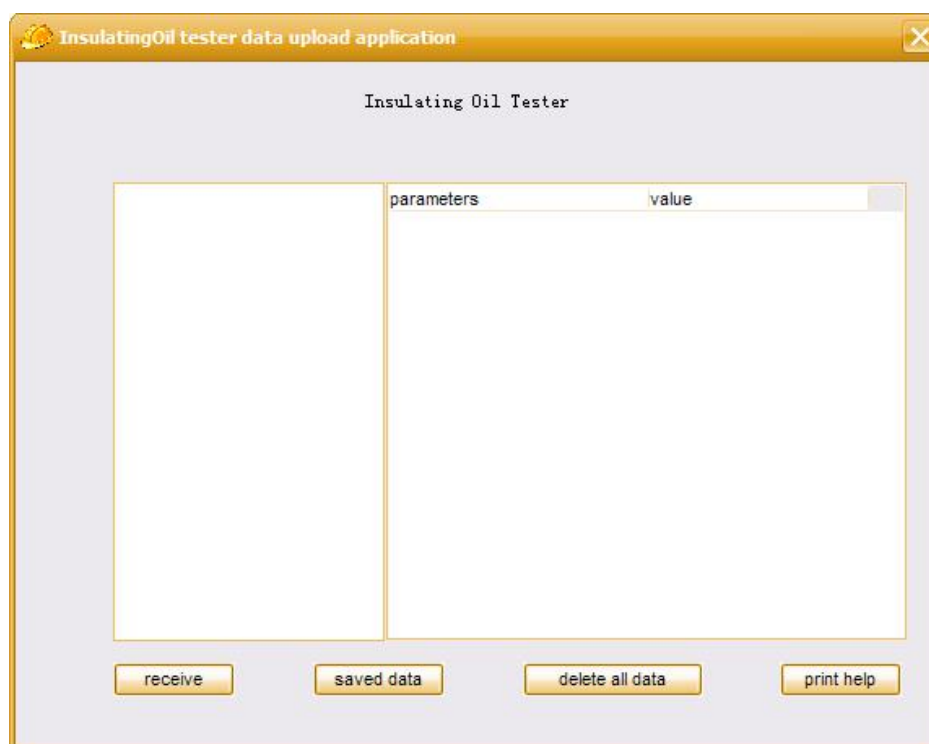 InsulatingOil tester data upload application
Insulating Oil Tester
parameters value
receive saved data delete all data print help